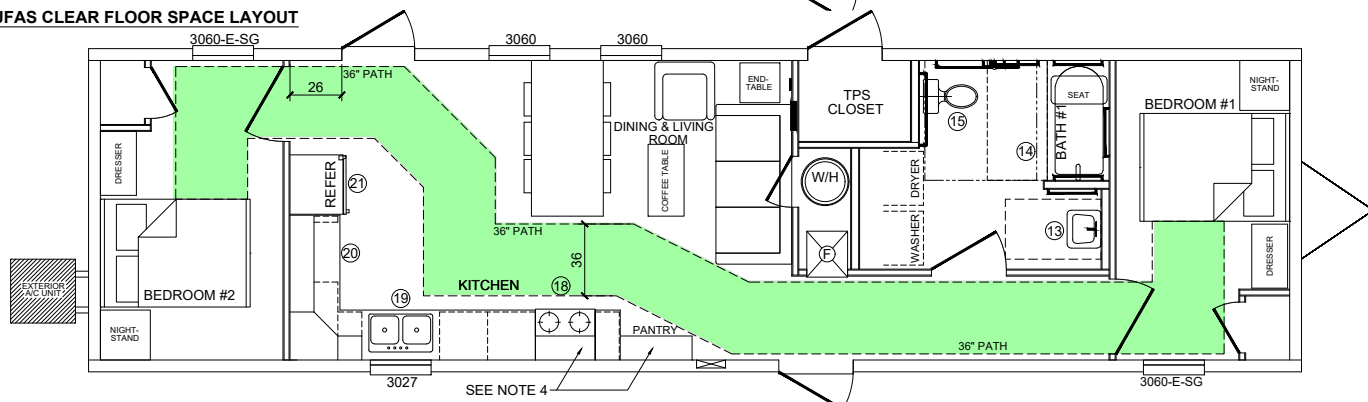 UFAS CLEAR FLOOR SPACE LAYOUT
3060-E-SG
3060
3060
36" PATH
26
END-
TABLE
TPS
CLOSET
SEAT
NIGHT-
STAND
BEDROOM #1
DINING & LIVING
ROOM
15
14
BATH #1
DRESSER
REFER
21
COFFEE TABLE
W/H
DRYER
WASHER
13
36" PATH
36
F
20
DRESSER
EXTERIOR
A/C UNIT
BEDROOM #2
KITCHEN
18
19
NIGHT-
STAND
PANTRY
36" PATH
3027
SEE NOTE 4
3060-E-SG